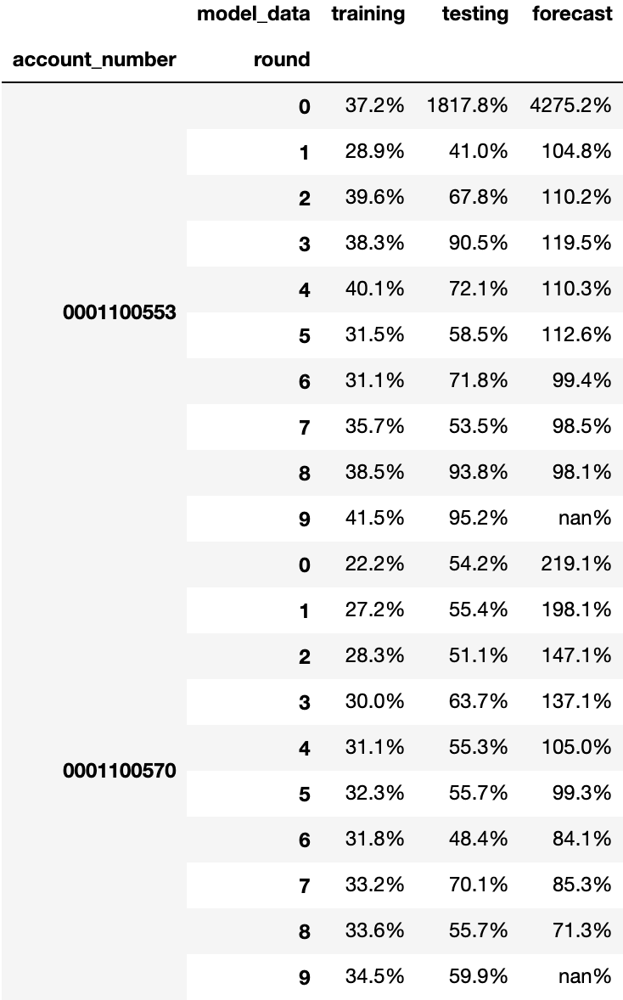 model_data training testing forecast
account_number round
0 37.2% 1817.8% 4275.2%
1 28.9% 41.0% 104.8%
2 39.6% 67.8% 110.2%
3 38.3% 90.5% 119.5%
0001100553 4 40.1% 72.1% 110.3%
5 31.5% 58.5% 112.6%
6 31.1% 71.8% 99.4%
7 35.7% 53.5% 98.5%
8 38.5% 93.8% 98.1%
9 41.5% 95.2% nan%
0 22.2% 54.2% 219.1%
1 27.2% 55.4% 198.1%
2 28.3% 51.1% 147.1%
3 30.0% 63.7% 137.1%
0001100570 4 31.1% 55.3% 105.0%
5 32.3% 55.7% 99.3%
6 31.8% 48.4% 84.1%
7 33.2% 70.1% 85.3%
8 33.6% 55.7% 71.3%
9 34.5% 59.9% nan%